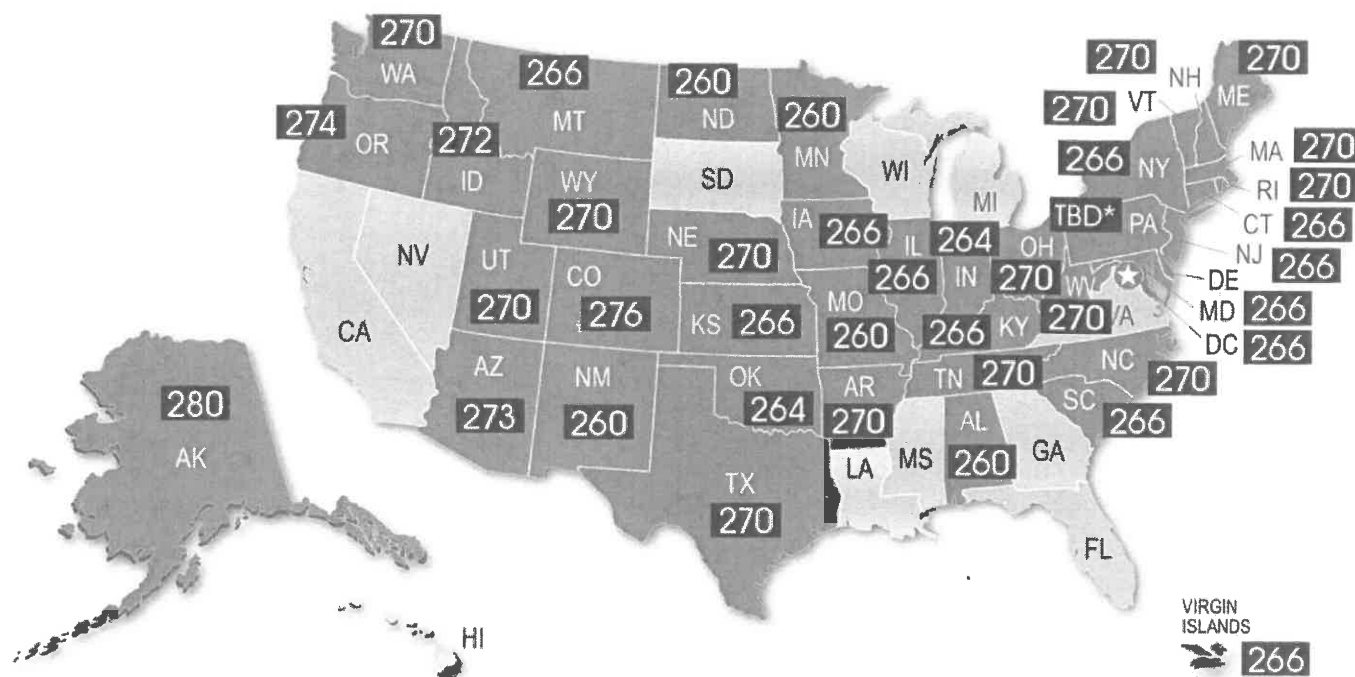 270
WA
266
MT
260
ND
260
MN
270
NH
270
ME
270
VT
274
OR
272
ID
WY
270
SD
WI
MI
266
NY
MA 270
RI 270
CT 266
NJ 266
TBD* PA
NV
CA
UT
270
CO
276
NE
270
IA
266
IL
266
264
IN
266
OH
270
WV
270
VA
DE
MD 266
DC 266
KS 266
MO
260
KY
AZ
273
NM
260
OK
264
AR
270
TN 270
NC
270
SC
266
280
AK
TX
270
LA
MS
AL
260
GA
FL
HI
VIRGIN
ISLANDS
266